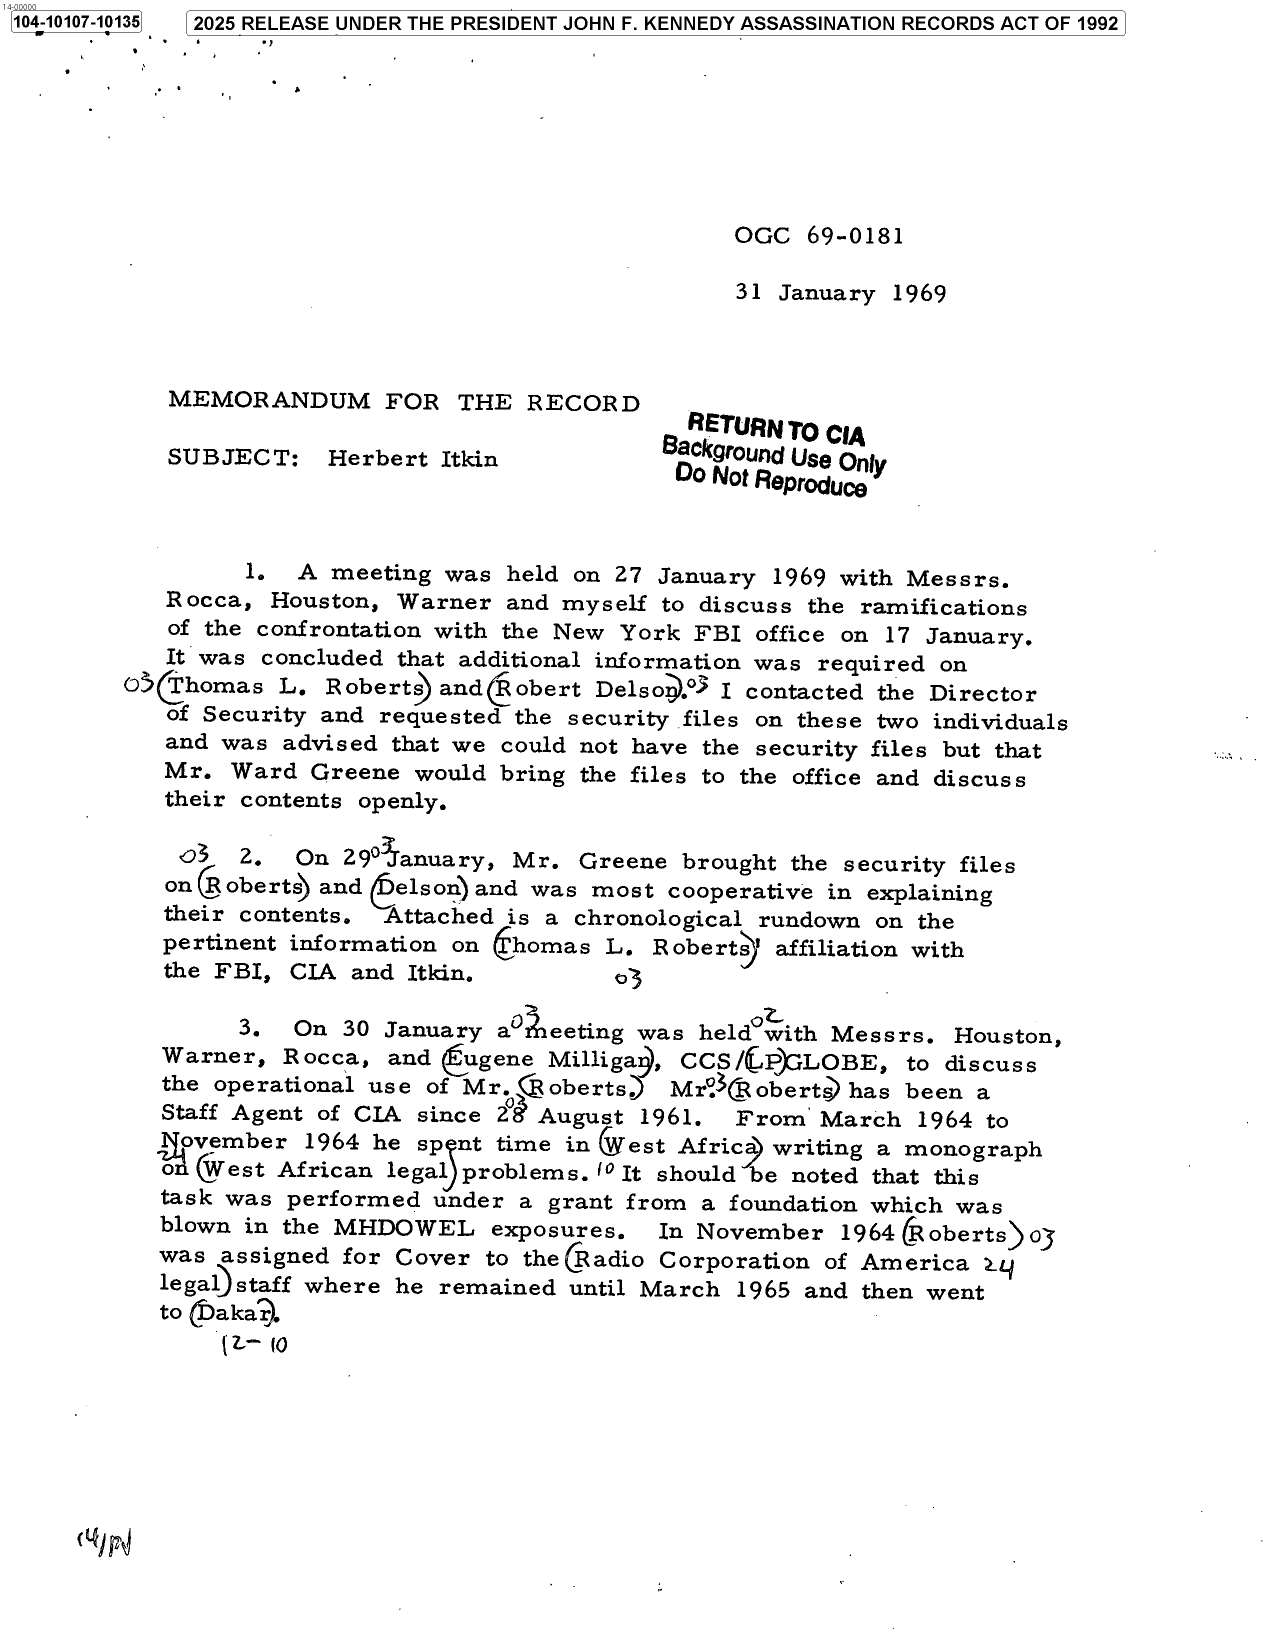 14-00000
104-10107-10135
2025 RELEASE UNDER THE PRESIDENT JOHN F. KENNEDY ASSASSINATION RECORDS ACT OF 1992
OGC 69-0181
31 January 1969
MEMORANDUM FOR THE RECORD
RETURN TO CIA
Background Use Only
Do Not Reproduce
SUBJECT: Herbert Itkin
1. A meeting was held on 27 January 1969 with Messrs.
Rocca, Houston, Warner and myself to discuss the ramifications
of the confrontation with the New York FBI office on 17 January.
It was concluded that additional information was required on
03 (Thomas L. Roberts) and (Robert Delson). 03 I contacted the Director
of Security and requested the security files on these two individuals
and was advised that we could not have the security files but that
Mr. Ward Greene would bring the files to the office and discuss
their contents openly.
03 2. On 29 03 January, Mr. Greene brought the security files
on (Roberts) and (Delson) and was most cooperative in explaining
their contents. Attached is a chronological rundown on the
pertinent information on (Thomas L. Roberts)' affiliation with
the FBI, CIA and Itkin. 03
3. On 30 January a 03 meeting was held 02 with Messrs. Houston,
Warner, Rocca, and (Eugene Milligan), CCS/(LP)GLOBE, to discuss
the operational use of Mr. (Roberts.) Mr. 03 (Roberts) has been a
Staff Agent of CIA since 28 03 August 1961. From March 1964 to
November 1964 he spent time in (West Africa) writing a monograph
24 on (West African legal) problems. 10 It should be noted that this
task was performed under a grant from a foundation which was
blown in the MHDOWEL exposures. In November 1964 (Roberts) 03
was assigned for Cover to the (Radio Corporation of America 24
legal) staff where he remained until March 1965 and then went
to (Dakar).
12-10